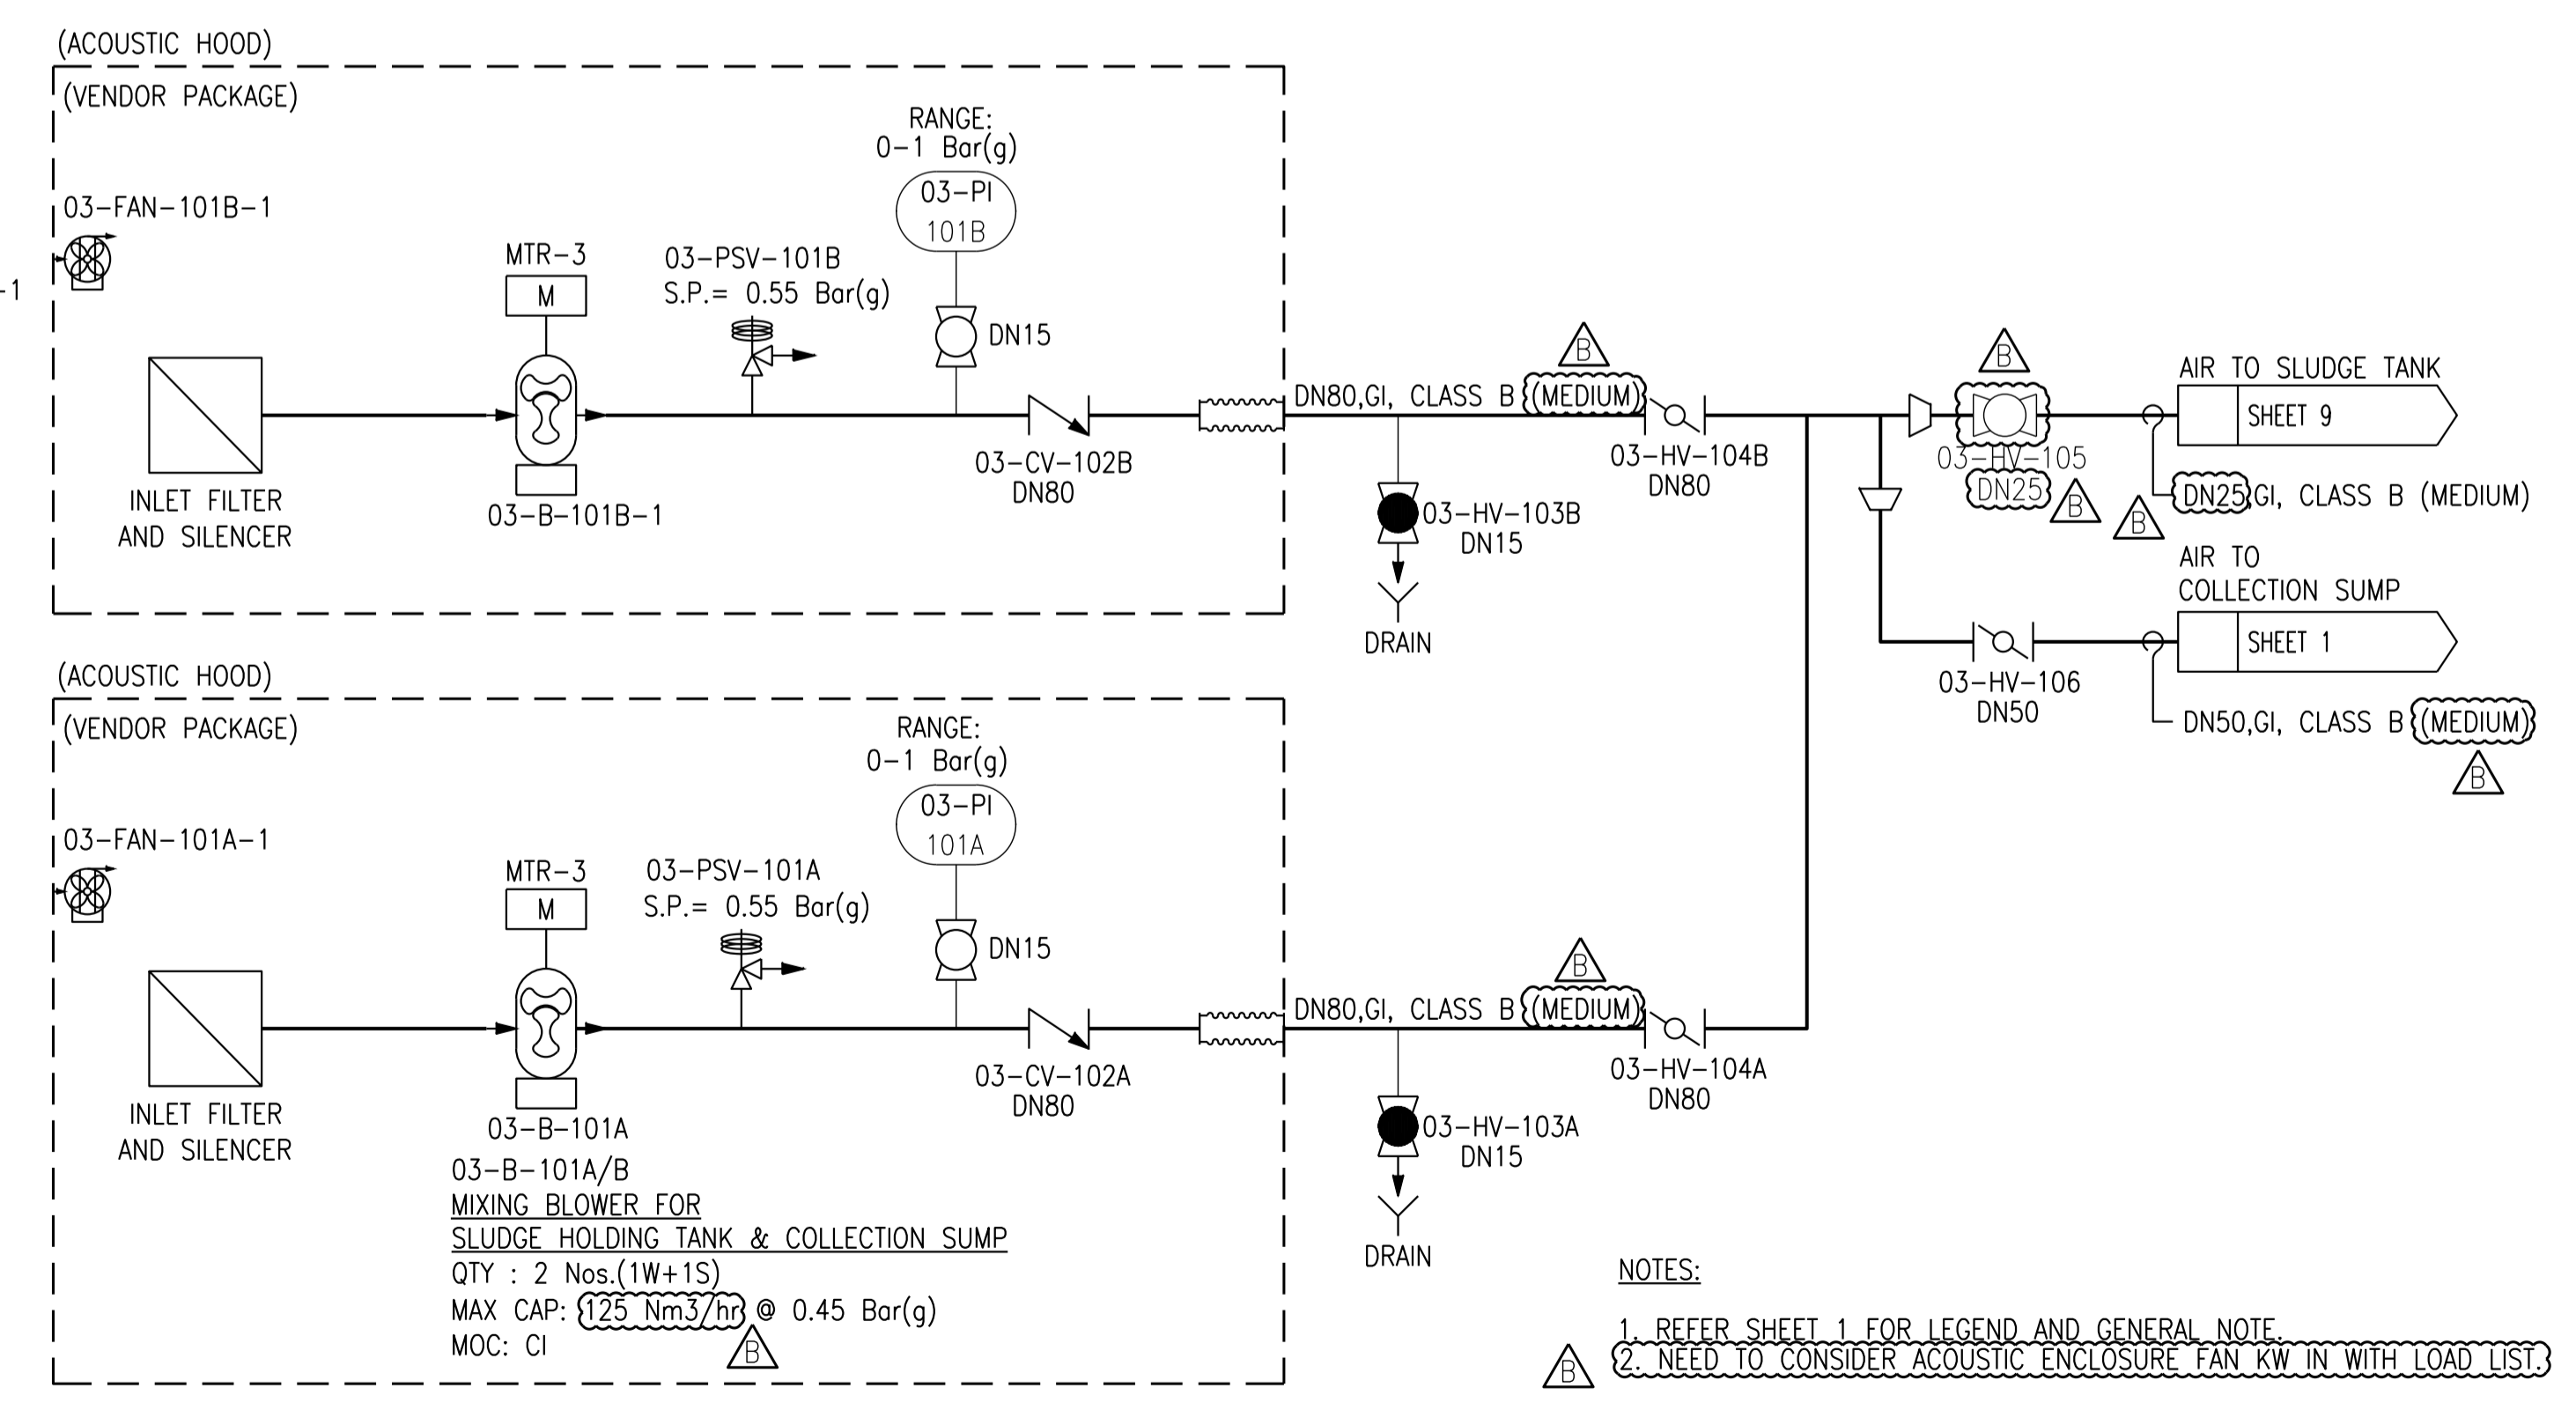 (ACOUSTIC HOOD)
(VENDOR PACKAGE)
03-FAN-101B-1
-1
MTR-3
M
03-PSV-101B
S.P.= 0.55 Bar(g)
RANGE:
0-1 Bar(g)
03-PI
101B
DN15
INLET FILTER
AND SILENCER
03-B-101B-1
03-CV-102B
DN80
DN80,GI, CLASS B (MEDIUM)
B
03-HV-104B
DN80
03-HV-103B
DN15
DRAIN
B
03-HV-105
DN25
B
B
AIR TO SLUDGE TANK
SHEET 9
DN25,GI, CLASS B (MEDIUM)
AIR TO
COLLECTION SUMP
SHEET 1
03-HV-106
DN50
DN50,GI, CLASS B (MEDIUM)
B
(ACOUSTIC HOOD)
(VENDOR PACKAGE)
03-FAN-101A-1
MTR-3
M
03-PSV-101A
S.P.= 0.55 Bar(g)
RANGE:
0-1 Bar(g)
03-PI
101A
DN15
INLET FILTER
AND SILENCER
03-B-101A
03-CV-102A
DN80
DN80,GI, CLASS B (MEDIUM)
B
03-HV-104A
DN80
03-HV-103A
DN15
DRAIN
03-B-101A/B
MIXING BLOWER FOR
SLUDGE HOLDING TANK & COLLECTION SUMP
QTY : 2 Nos.(1W+1S)
MAX CAP: 125 Nm3/hr @ 0.45 Bar(g)
MOC: CI
B
NOTES:
1. REFER SHEET 1 FOR LEGEND AND GENERAL NOTE.
2. NEED TO CONSIDER ACOUSTIC ENCLOSURE FAN KW IN WITH LOAD LIST.
B